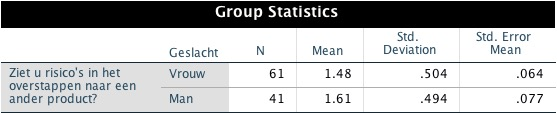 Group Statistics
Geslacht N Mean Std. Deviation Std. Error Mean
Ziet u risico's in het overstappen naar een ander product? Vrouw 61 1.48 .504 .064
Man 41 1.61 .494 .077